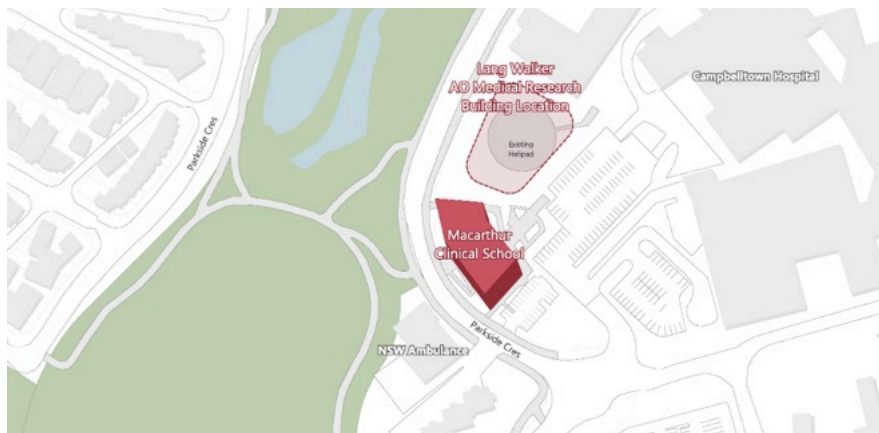 Lang Walker
AO Medical Research
Building Location
Campbelltown Hospital
Existing
Helipad
Parkside Cres
Macarthur
Clinical School
Parkside Cres
NSW Ambulance